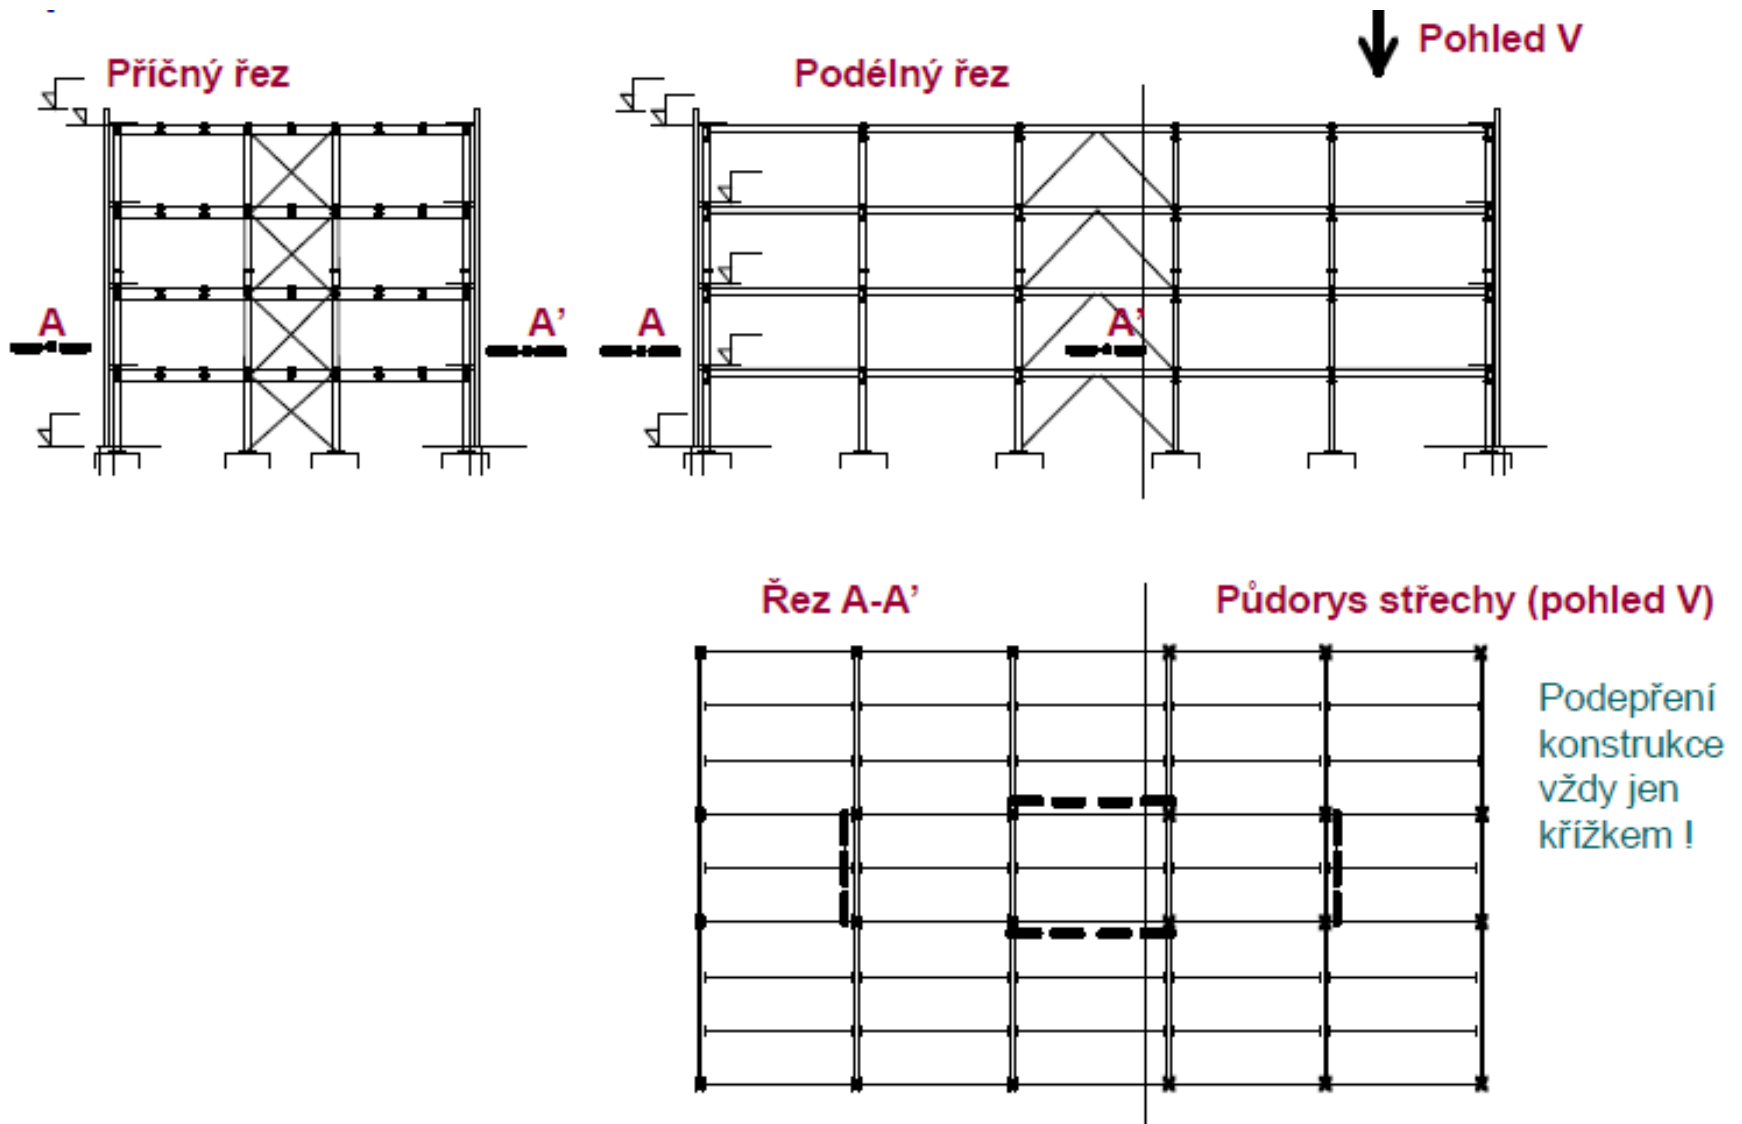 Pohled V
Příčný řez
Podélný řez
A
A’
A
A’
Řez A-A’
Půdorys střechy (pohled V)
Podepření
konstrukce
vždy jen
křížkem !